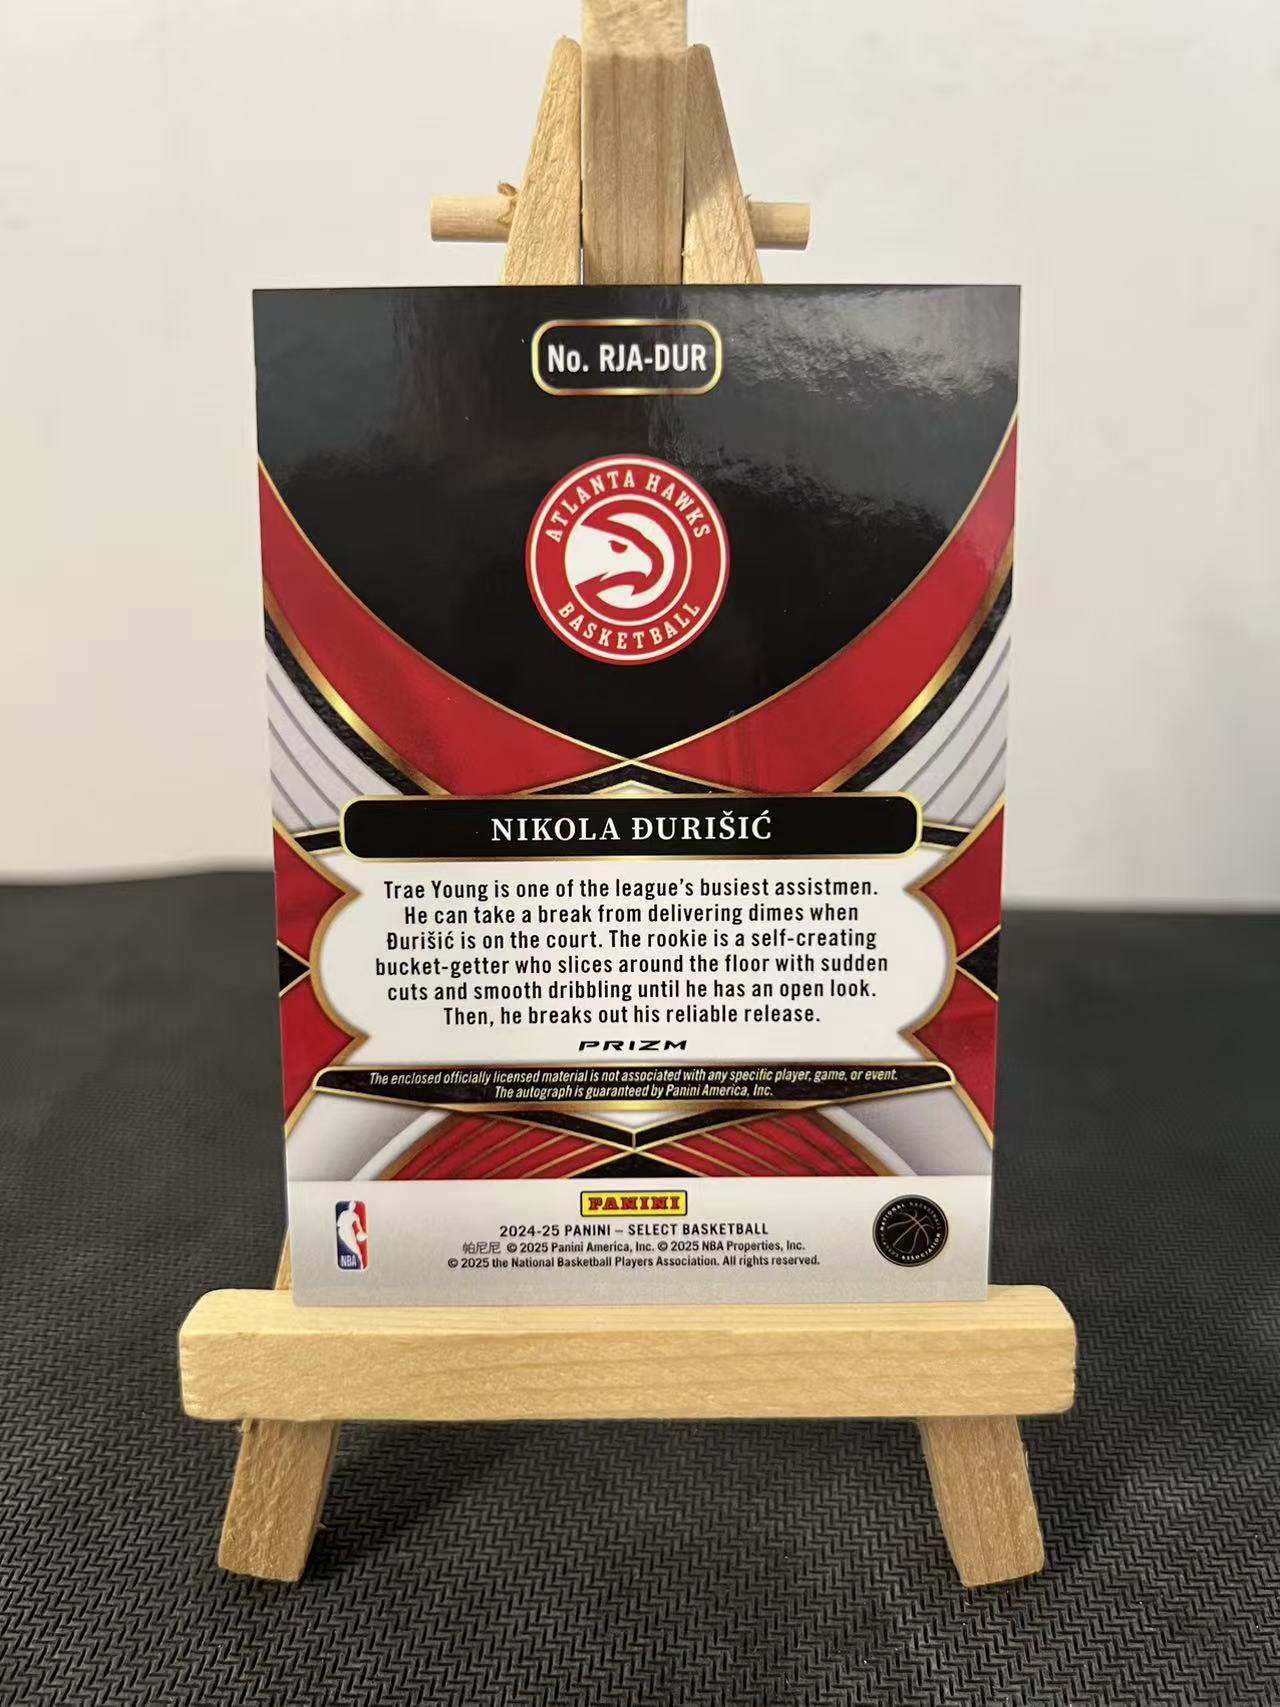 No. RJA-DUR
ATLANTA HAWKS
BASKETBALL
NIKOLA ĐURIŠIĆ
Trae Young is one of the league's busiest assistmen.
He can take a break from delivering dimes when
Đurišić is on the court. The rookie is a self-creating
bucket-getter who slices around the floor with sudden
cuts and smooth dribbling until he has an open look.
Then, he breaks out his reliable release.
PRIZM
The enclosed officially licensed material is not associated with any specific player, game, or event.
The autograph is guaranteed by Panini America, Inc.
PANINI
2024-25 PANINI – SELECT BASKETBALL
帕尼尼 © 2025 Panini America, Inc. © 2025 NBA Properties, Inc.
© 2025 the National Basketball Players Association. All rights reserved.
NBA
NATIONAL BASKETBALL
PLAYERS ASSOCIATION